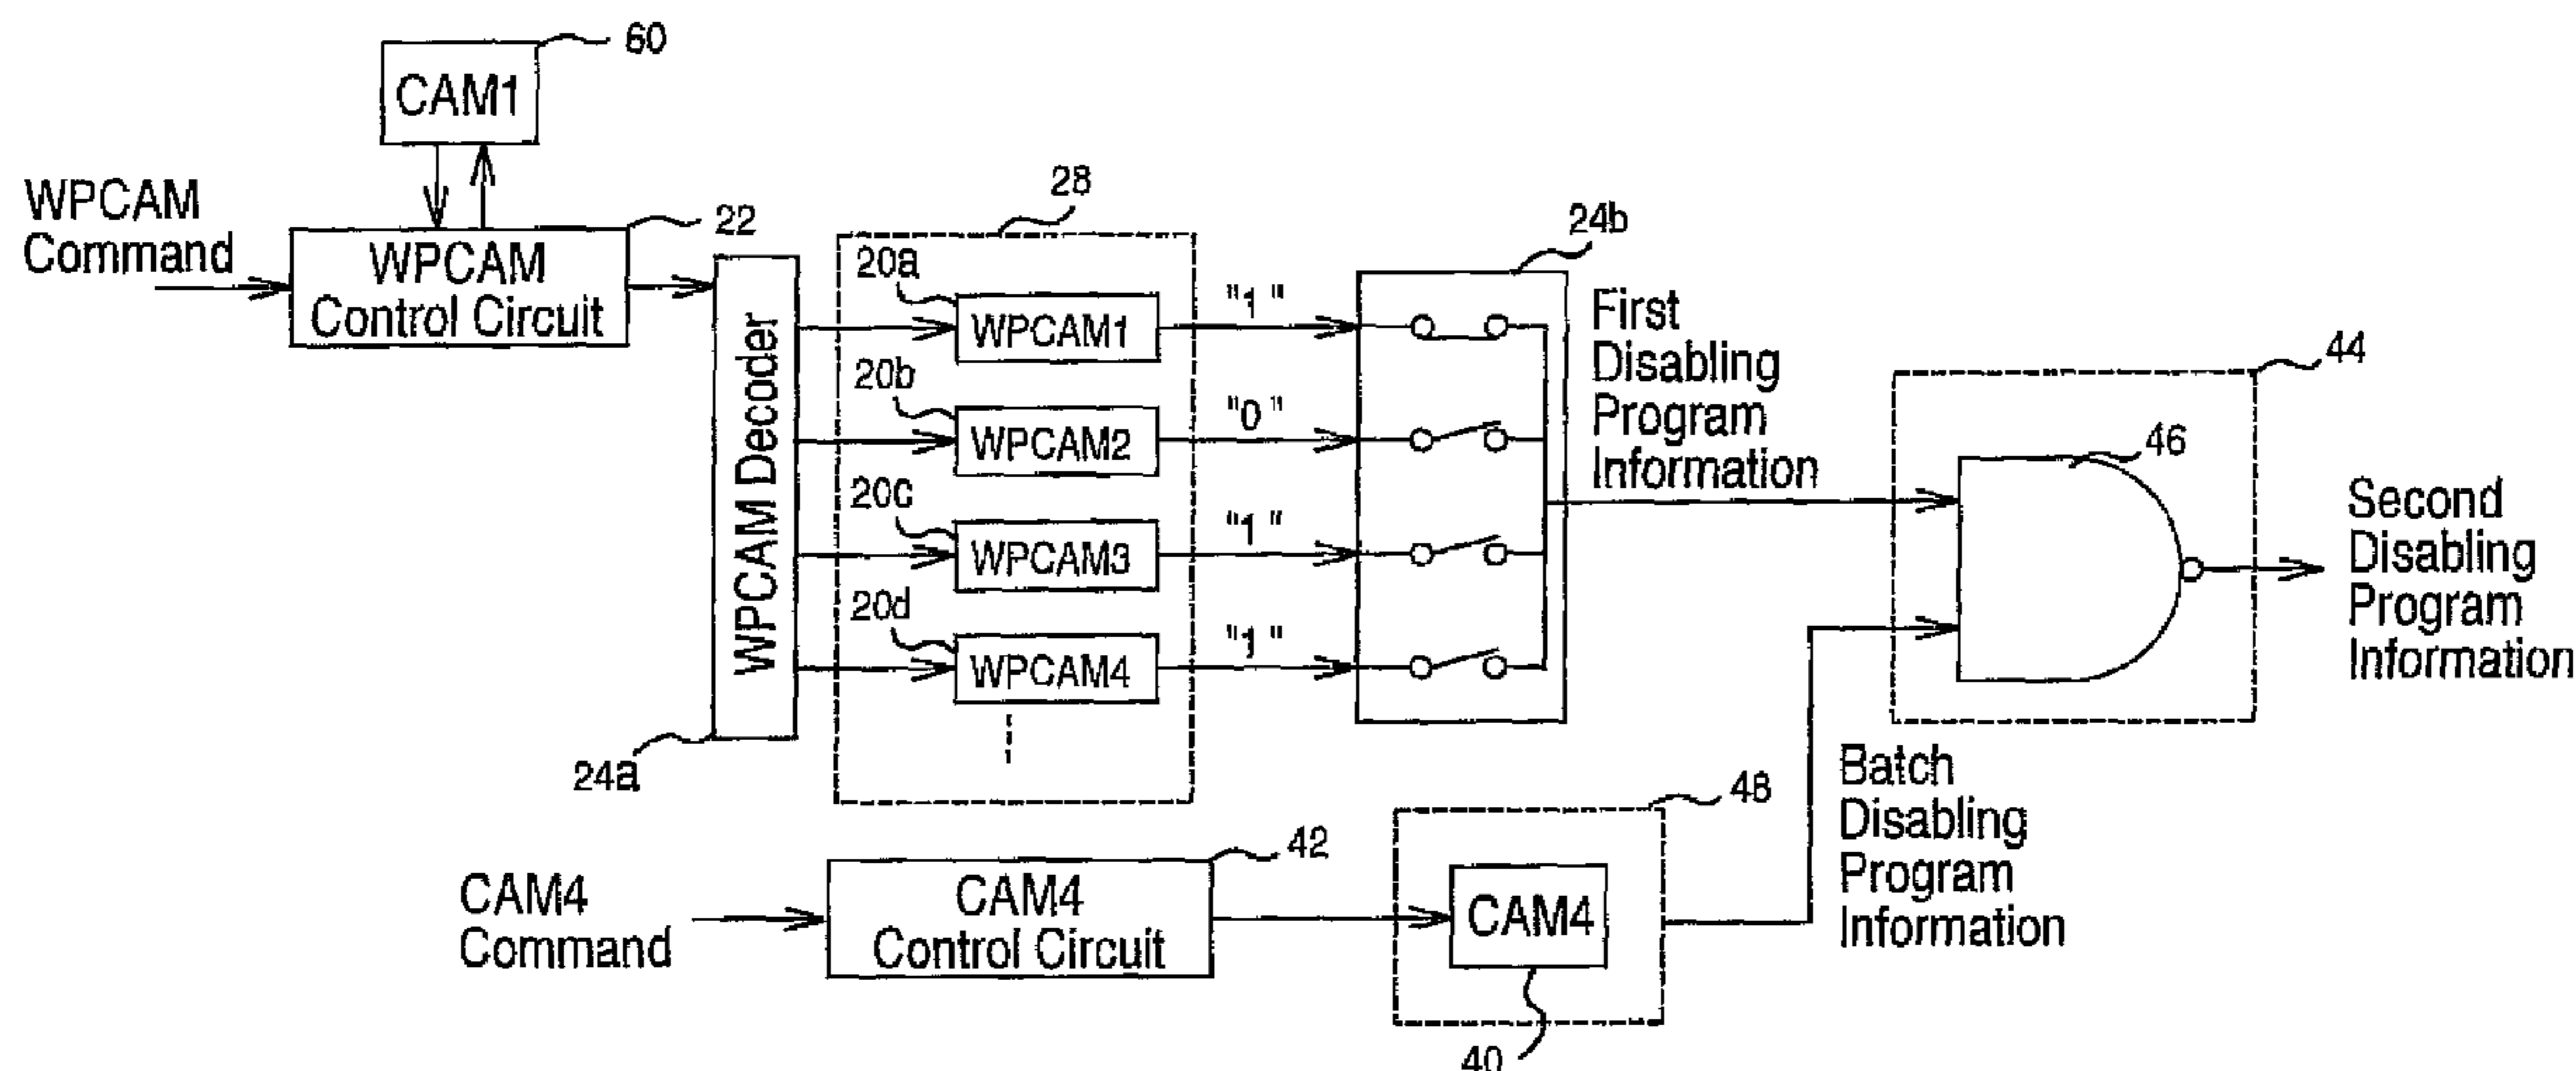 60
CAM1
WPCAM
Command
22
WPCAM
Control Circuit
WPCAM Decoder
24a
28
20a
WPCAM1
"1"
20b
WPCAM2
"0"
20c
WPCAM3
"1"
20d
WPCAM4
"1"
24b
First
Disabling
Program
Information
44
46
Second
Disabling
Program
Information
Batch
Disabling
Program
Information
CAM4
Command
42
CAM4
Control Circuit
48
CAM4
40